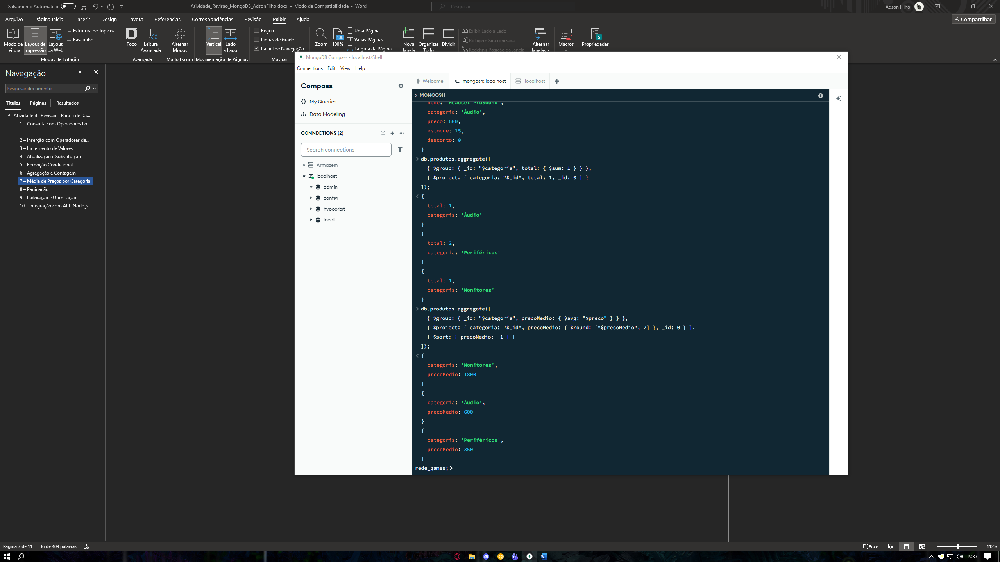 Salvamento Automático
Atividade_Revisao_MongoDB_AdsonFilho.docx - Modo de Compatibilidade - Word
Pesquisar
Adson Filho
Arquivo
Página Inicial
Inserir
Design
Layout
Referências
Correspondências
Revisão
Exibir
Ajuda
Compartilhar
Modo de Leitura
Layout de Impressão
Layout da Web
Estrutura de Tópicos
Rascunho
Modos de Exibição
Foco
Leitura Avançada
Avançada
Alternar Modos
Modo Escuro
Vertical
Lado a Lado
Movimentação de Páginas
Régua
Linhas de Grade
Painel de Navegação
Mostrar
Zoom
100
100%
Uma Página
Várias Páginas
Largura da Página
Nova Janela
Organizar Tudo
Dividir
Exibir Lado a Lado
Rolagem Sincronizada
Redefinir Posição da Janela
Alternar Janelas
Macros
S
Propriedades
Navegação
Pesquisar documento
Títulos
Páginas
Resultados
Atividade de Revisão – Banco de Da...
1 – Consulta com Operadores Ló...
2 – Inserção com Operadores de...
3 – Incremento de Valores
4 – Atualização e Substituição
5 – Remoção Condicional
6 – Agregação e Contagem
7 – Média de Preços por Categoria
8 – Paginação
9 – Indexação e Otimização
10 – Integração com API (Node.js...
MongoDB Compass - localhost/Shell
Connections
Edit
View
Help
Compass
My Queries
Data Modeling
CONNECTIONS (2)
Search connections
Armazem
localhost
admin
config
hypoorbit
local
Welcome
mongosh: localhost
localhost
>_MONGOSH
nome: 'Headset ProSound',
categoria: 'Áudio',
preco: 600,
estoque: 15,
desconto: 0
}
> db.produtos.aggregate([
{ $group: { _id: "$categoria", total: { $sum: 1 } } },
{ $project: { categoria: "$_id", total: 1, _id: 0 } }
]);
< {
total: 1,
categoria: 'Áudio'
}
{
total: 2,
categoria: 'Periféricos'
}
{
total: 1,
categoria: 'Monitores'
}
> db.produtos.aggregate([
{ $group: { _id: "$categoria", precoMedio: { $avg: "$preco" } } },
{ $project: { categoria: "$_id", precoMedio: { $round: ["$precoMedio", 2] }, _id: 0 } },
{ $sort: { precoMedio: -1 } }
]);
< {
categoria: 'Monitores',
precoMedio: 1800
}
{
categoria: 'Áudio',
precoMedio: 600
}
{
categoria: 'Periféricos',
precoMedio: 350
}
rede_games;>
Página 7 de 11
36 de 409 palavras
Foco
112%
19:37